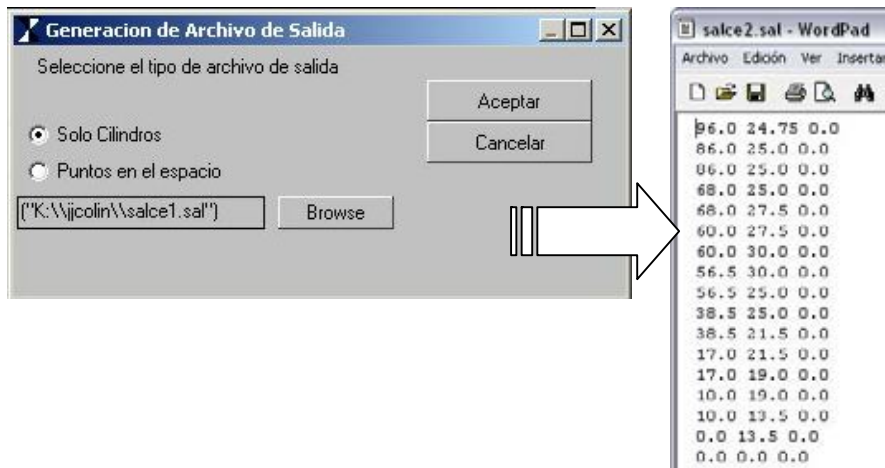 Generacion de Archivo de Salida
Seleccione el tipo de archivo de salida
Aceptar
Solo Cilindros
Cancelar
Puntos en el espacio
("K:\\jjcolin\\salce1.sal")
Browse
salce2.sal - WordPad
Archivo Edición Ver Insertar
96.0 24.75 0.0
86.0 25.0 0.0
86.0 25.0 0.0
68.0 25.0 0.0
68.0 27.5 0.0
60.0 27.5 0.0
60.0 30.0 0.0
56.5 30.0 0.0
56.5 25.0 0.0
38.5 25.0 0.0
38.5 21.5 0.0
17.0 21.5 0.0
17.0 19.0 0.0
10.0 19.0 0.0
10.0 13.5 0.0
0.0 13.5 0.0
0.0 0.0 0.0